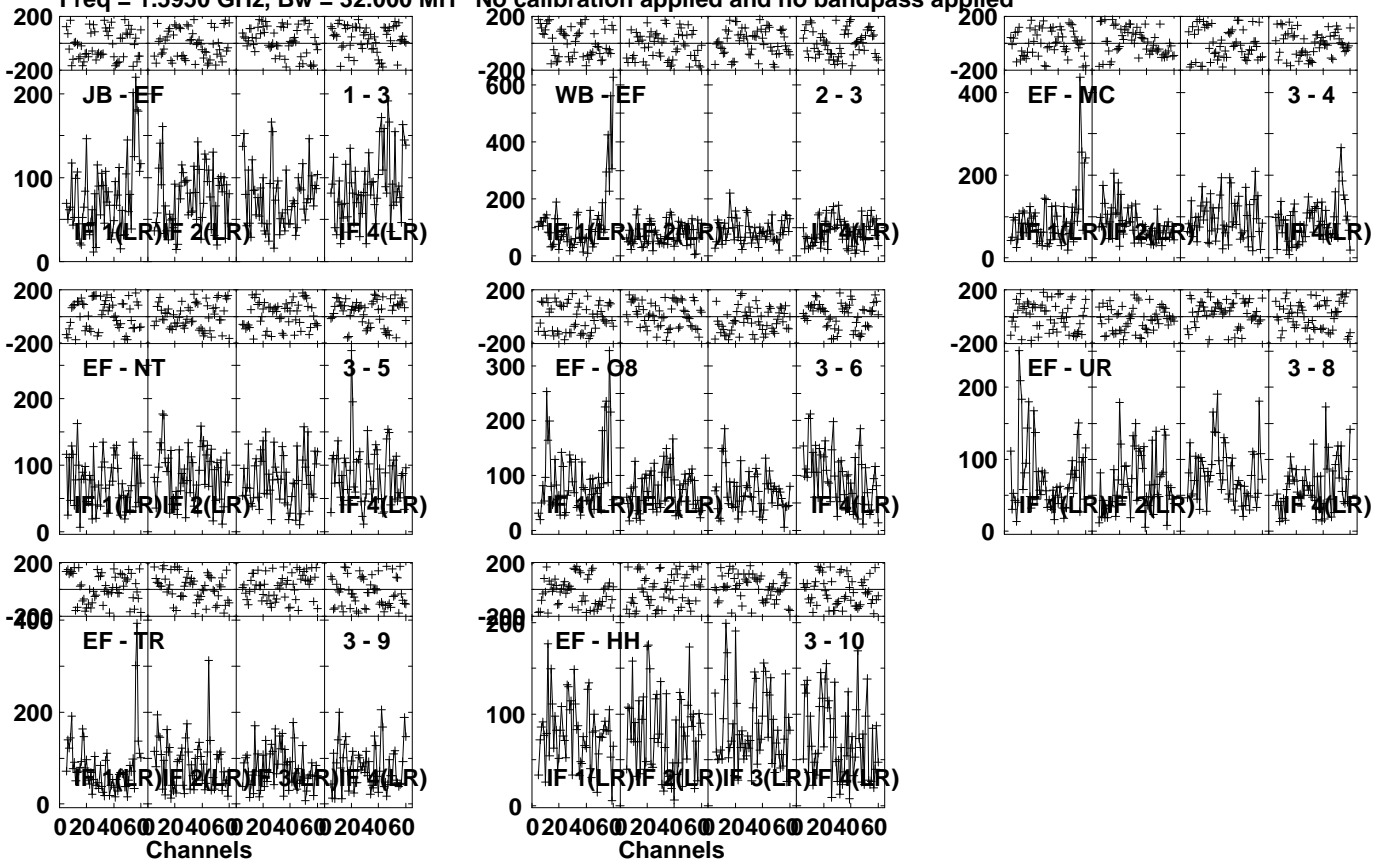 Freq = 1.5950 GHz, Bw = 32.000 MH No calibration applied and no bandpass applied
200
-200
JB - EF 1 - 3
200
100
0
IF 1(LR) IF 2(LR) IF 4(LR)
200
-200
WB - EF 2 - 3
600
400
200
0
IF 1(LR) IF 2(LR) IF 4(LR)
200
-200
EF - MC 3 - 4
400
200
0
IF 1(LR) IF 2(LR) IF 4(LR)
200
-200
EF - NT 3 - 5
200
100
0
IF 1(LR) IF 2(LR) IF 4(LR)
200
-200
EF - O8 3 - 6
300
200
100
0
IF 1(LR) IF 2(LR) IF 4(LR)
200
-200
EF - UR 3 - 8
200
100
0
IF 1(LR) IF 2(LR) IF 4(LR)
200
-200
EF - TR 3 - 9
400
200
0
IF 1(LR) IF 2(LR) IF 3(LR) IF 4(LR)
0 20 40 60 0 20 40 60 0 20 40 60 0 20 40 60
Channels
200
-200
EF - HH 3 - 10
200
150
100
50
0
IF 1(LR) IF 2(LR) IF 3(LR) IF 4(LR)
0 20 40 60 0 20 40 60 0 20 40 60 0 20 40 60
Channels